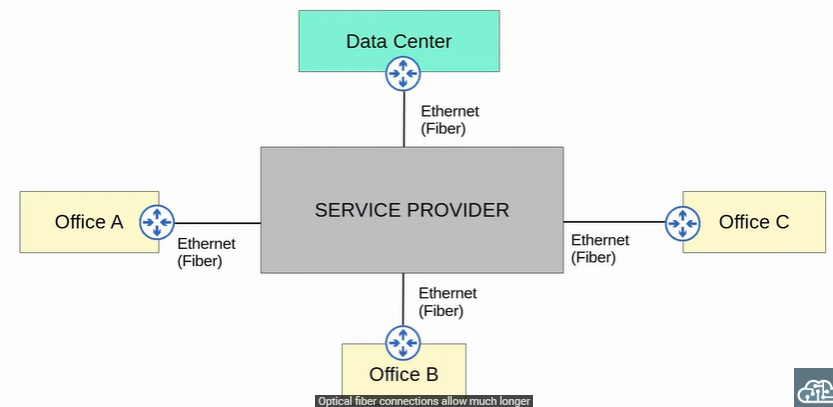 Data Center
Ethernet
(Fiber)
Office A
SERVICE PROVIDER
Office C
Ethernet
(Fiber)
Ethernet
(Fiber)
Ethernet
(Fiber)
Office B
Optical fiber connections allow much longer